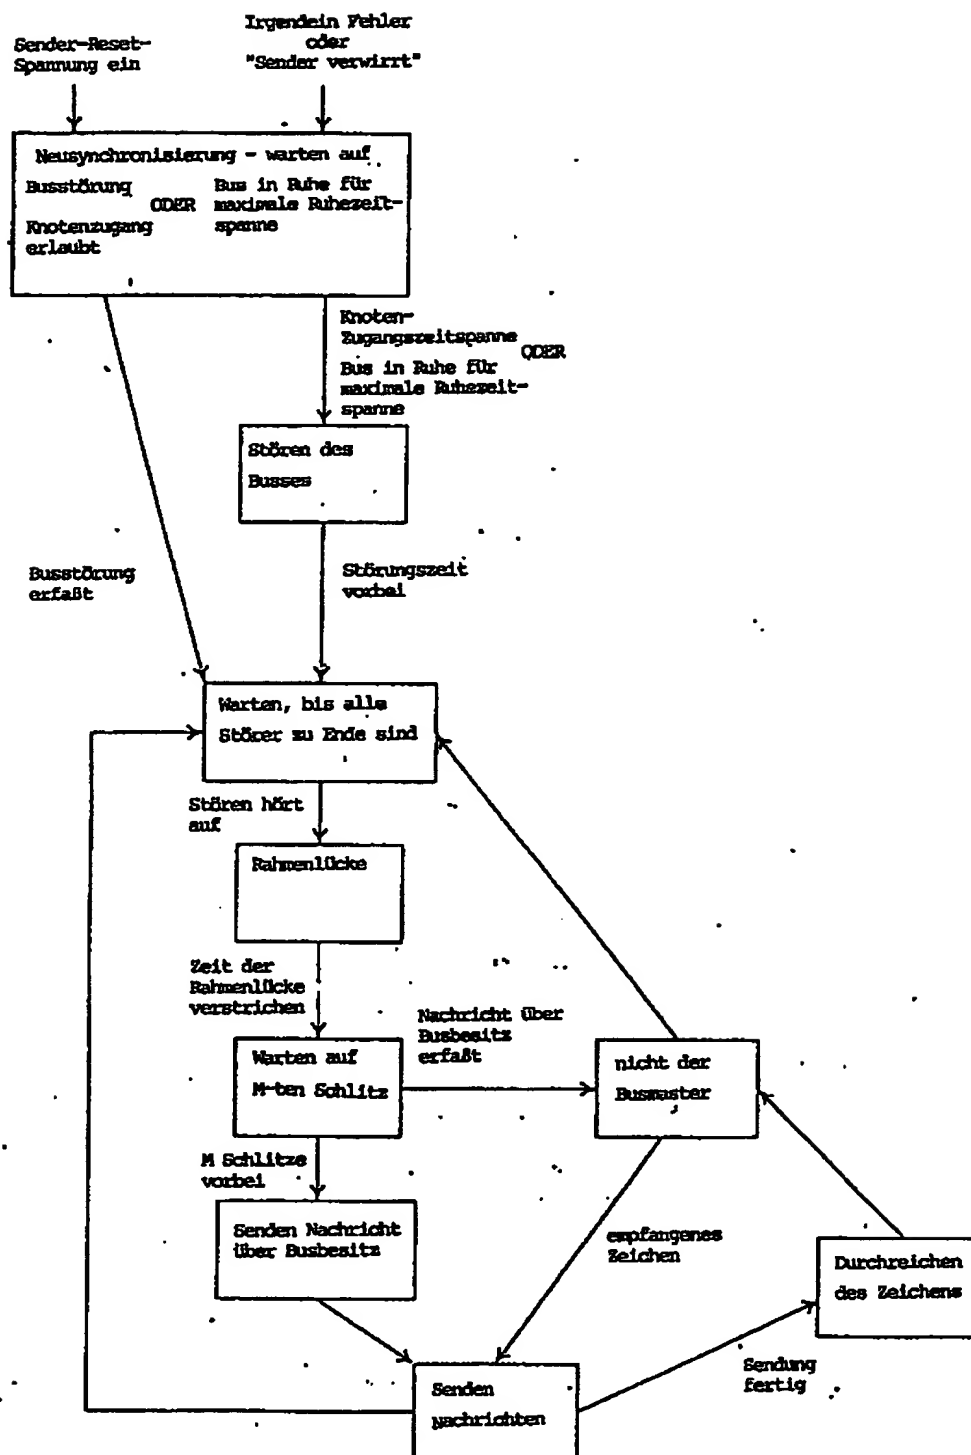 Sender-Reset-
Spannung ein
Irgendein Fehler
oder
"Sender verwirrt"
Neusynchronisierung - warten auf
Busstörung
ODER
Knotenzugang
erlaubt
Bus in Ruhe für
maximale Ruhezeit-
spanne
Knoten-
Zugangszeitspanne
ODER
Bus in Ruhe für
maximale Ruhezeit-
spanne
Stören des
Busses
Busstörung
erfaßt
Störungszeit
vorbei
Warten, bis alle
Störer zu Ende sind
Stören hört
auf
Rahmenlücke
Zeit der
Rahmenlücke
verstrichen
Nachricht über
Busbesitz
erfaßt
Warten auf
M-ten Schlitz
nicht der
Busmaster
M Schlitze
vorbei
Senden Nachricht
über Busbesitz
empfangenes
Zeichen
Durchreichen
des Zeichens
Sendung
fertig
Senden
Nachrichten